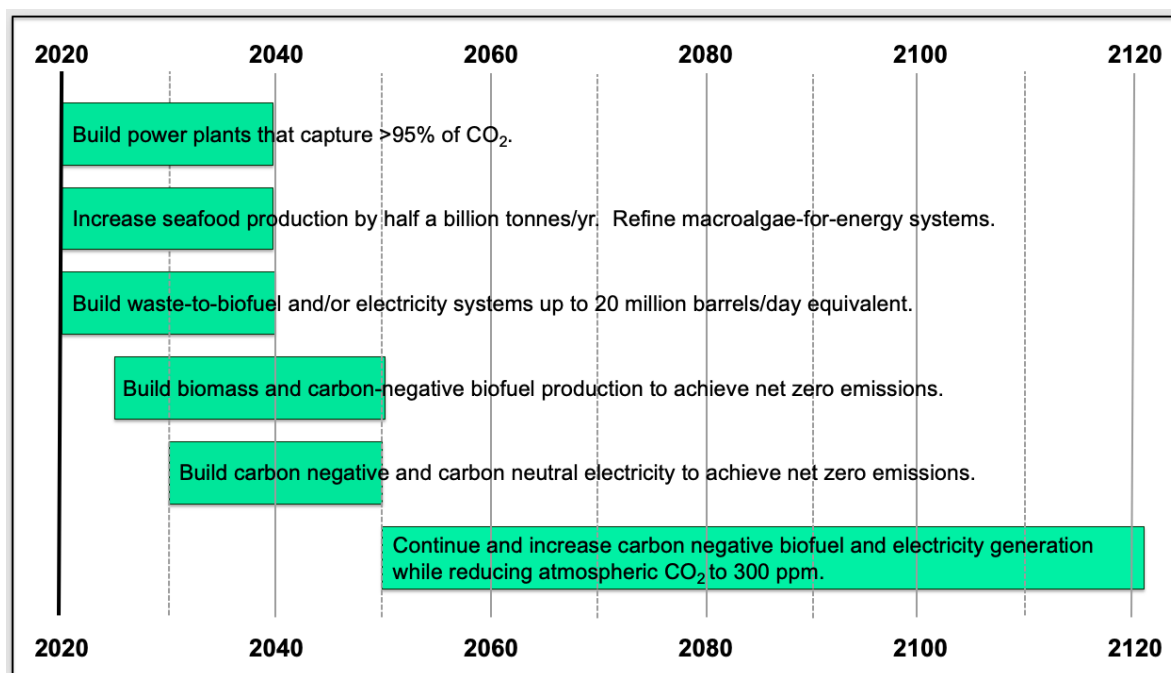 2020 2040 2060 2080 2100 2120
Build power plants that capture >95% of CO₂.
Increase seafood production by half a billion tonnes/yr.  Refine macroalgae-for-energy systems.
Build waste-to-biofuel and/or electricity systems up to 20 million barrels/day equivalent.
Build biomass and carbon-negative biofuel production to achieve net zero emissions.
Build carbon negative and carbon neutral electricity to achieve net zero emissions.
Continue and increase carbon negative biofuel and electricity generation
while reducing atmospheric CO₂ to 300 ppm.
2020 2040 2060 2080 2100 2120